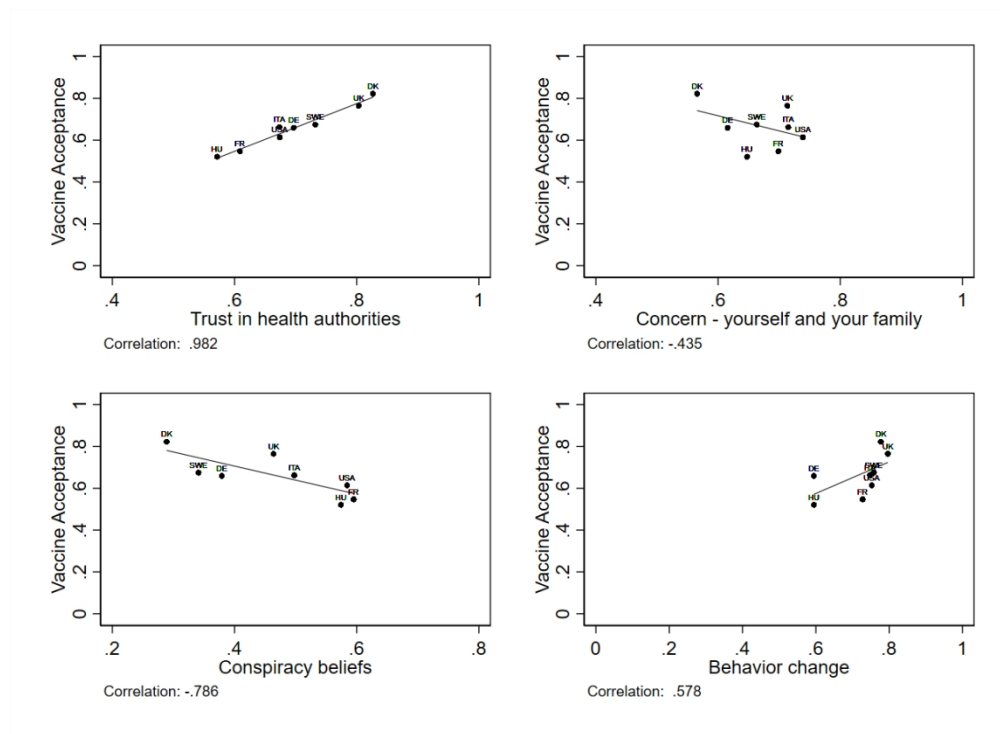 Vaccine Acceptance
1
.8
.6
.4
.2
0
DK
UK
SWE
ITA DE
USA
FR
HU
.4 .6 .8 1
Trust in health authorities
Correlation: .982
Vaccine Acceptance
1
.8
.6
.4
.2
0
DK
UK
SWE
DE
ITA
USA
HU
FR
.4 .6 .8 1
Concern - yourself and your family
Correlation: -.435
Vaccine Acceptance
1
.8
.6
.4
.2
0
DK
UK
SWE
DE
ITA
USA
HU
FR
.2 .4 .6 .8
Conspiracy beliefs
Correlation: -.786
Vaccine Acceptance
1
.8
.6
.4
.2
0
DK
UK
SWE
DE
USA
HU
FR
0 .2 .4 .6 .8 1
Behavior change
Correlation: .578